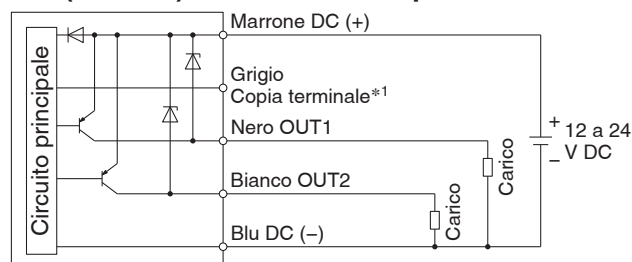 Marrone DC (+)
Grigio
Copia terminale*1
Nero OUT1
Bianco OUT2
Blu DC (−)
Circuito principale
Carico
Carico
+
12 a 24
− V DC